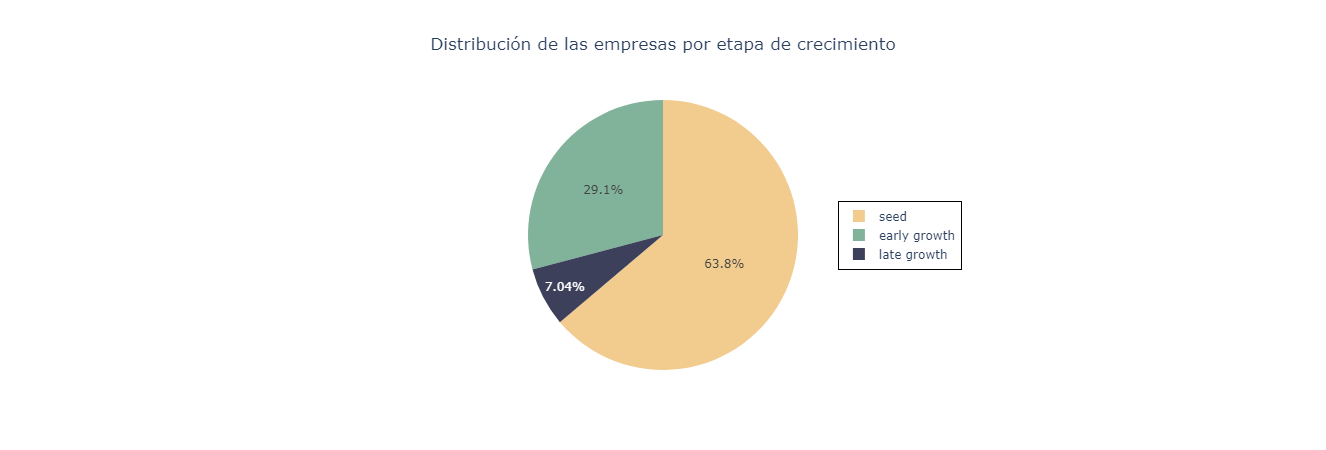 Distribución de las empresas por etapa de crecimiento
29.1%
63.8%
7.04%
seed
early growth
late growth